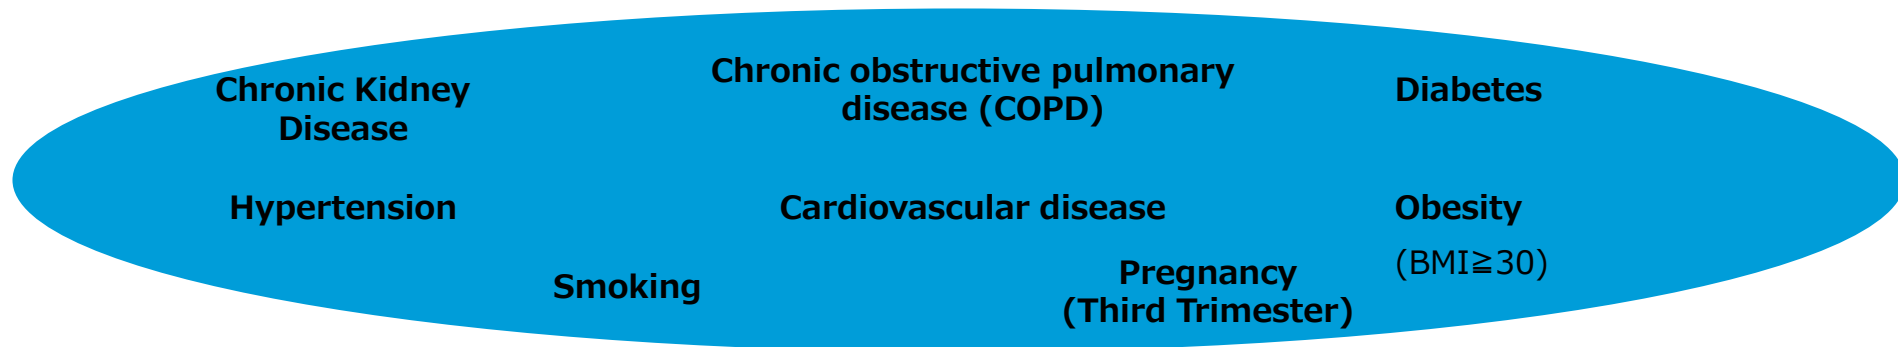 Chronic Kidney
Disease
Chronic obstructive pulmonary
disease (COPD)
Diabetes
Hypertension
Cardiovascular disease
Obesity
(BMI≧30)
Smoking
Pregnancy
(Third Trimester)